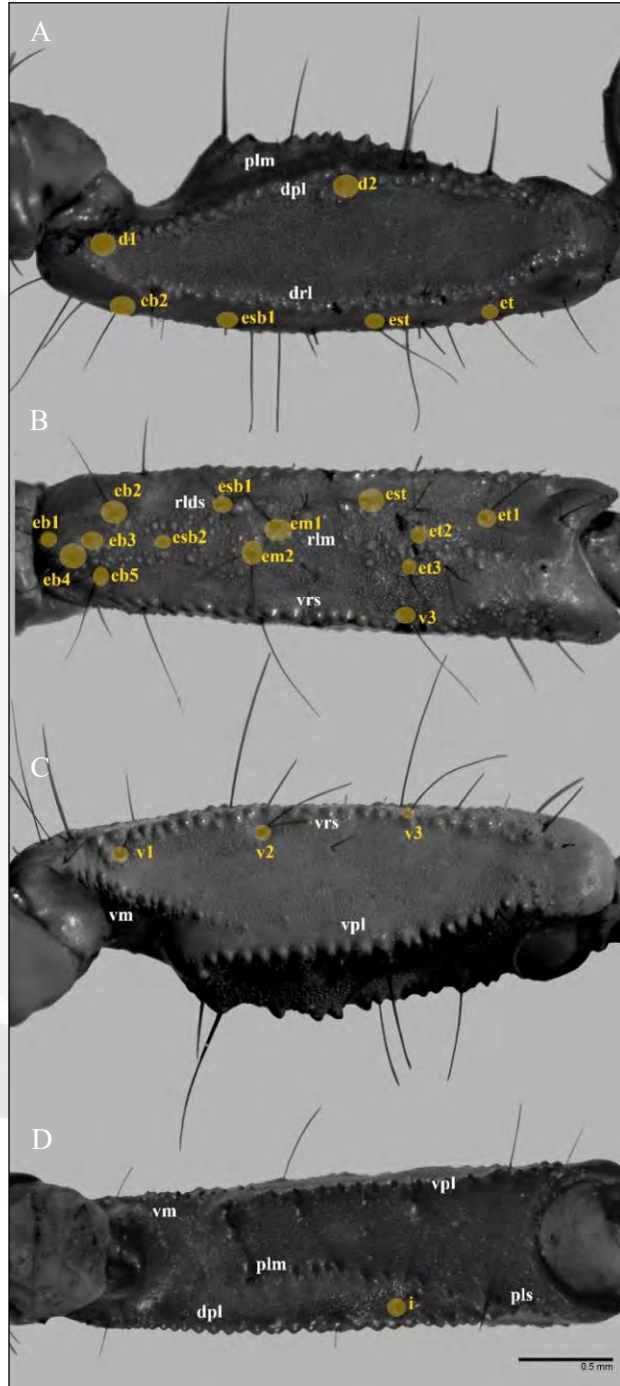 A
plm
dpl
d2
d1
drl
eb2
esb1
est
et
B
eb2
rlds
esb1
est
eb1
eb3
esb2
em1
rlm
et2
et1
eb4
em2
et3
eb5
vrs
v3
C
vrs
v3
v1
v2
vm
vpl
D
vm
vpl
plm
dpl
i
pls
0.5 mm